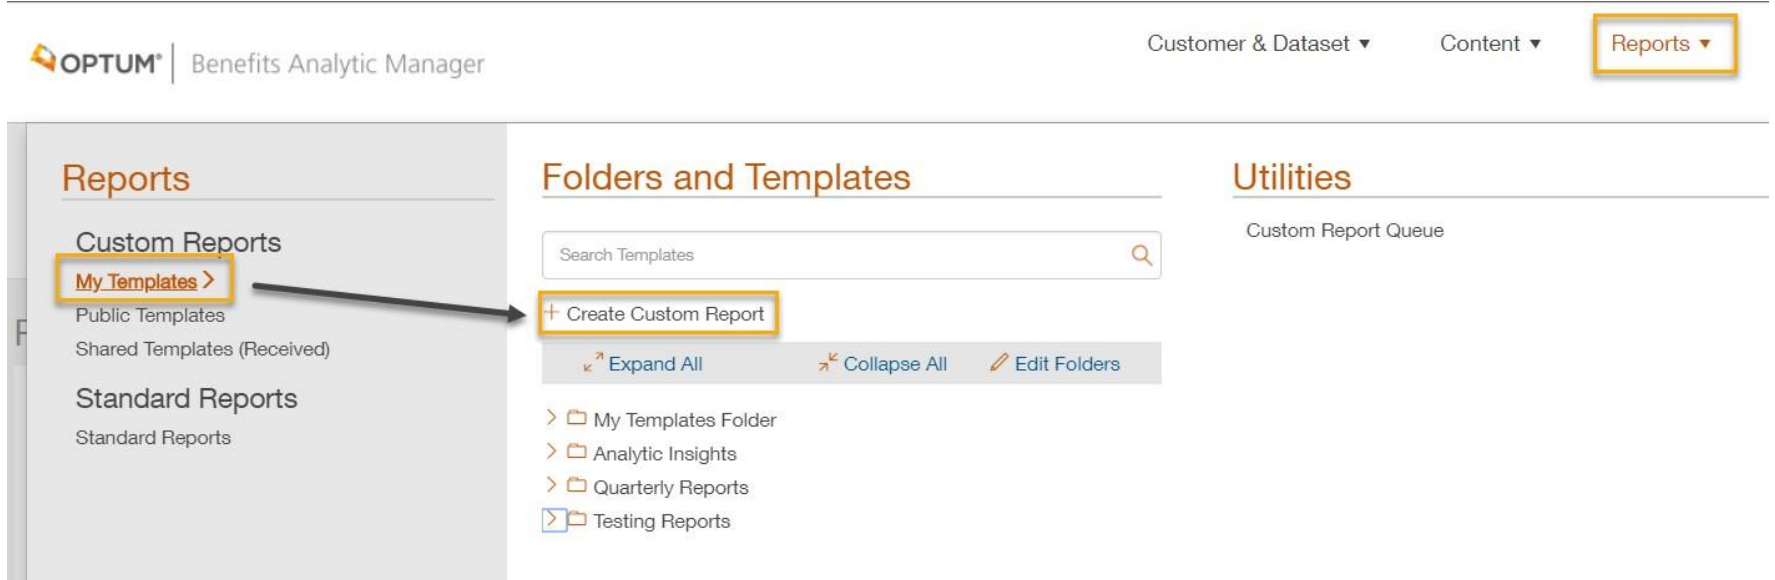 OPTUM® Benefits Analytic Manager
Customer & Dataset ▼
Content ▼
Reports ▼
Reports
Custom Reports
My Templates >
Public Templates
Shared Templates (Received)
Standard Reports
Standard Reports
Folders and Templates
Search Templates
+ Create Custom Report
Expand All
Collapse All
Edit Folders
> My Templates Folder
> Analytic Insights
> Quarterly Reports
> Testing Reports
Utilities
Custom Report Queue